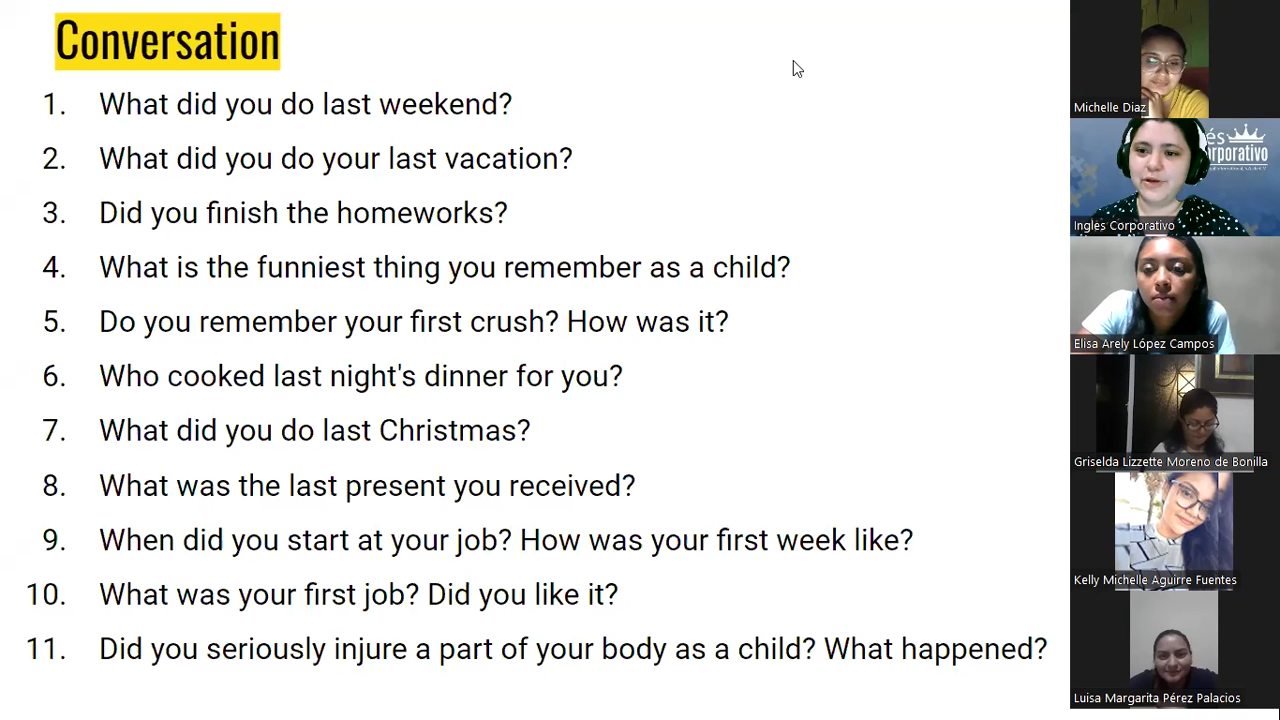 Conversation
1. What did you do last weekend?
2. What did you do your last vacation?
3. Did you finish the homeworks?
4. What is the funniest thing you remember as a child?
5. Do you remember your first crush? How was it?
6. Who cooked last night's dinner for you?
7. What did you do last Christmas?
8. What was the last present you received?
9. When did you start at your job? How was your first week like?
10. What was your first job? Did you like it?
11. Did you seriously injure a part of your body as a child? What happened?
Michelle Diaz
és
orporativo
Ingles Corporativo
Elisa Arely López Campos
Griselda Lizzette Moreno de Bonilla
Kelly Michelle Aguirre Fuentes
Luisa Margarita Pérez Palacios